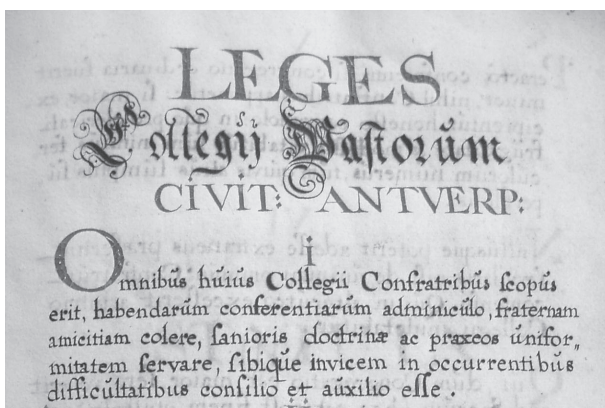 LEGES
Collegij Pastorum
CIVIT: ANTVERP:
I
Omnibus huius Collegii Confratribus scopus
erit, habendarum conferentiarum adminiculo, fraternam
amicitiam colere, sanioris doctrinæ ac praxeos unifor„
mitatem servare, sibique invicem in occurrentibus
difficultatibus consilio et auxilio esse.